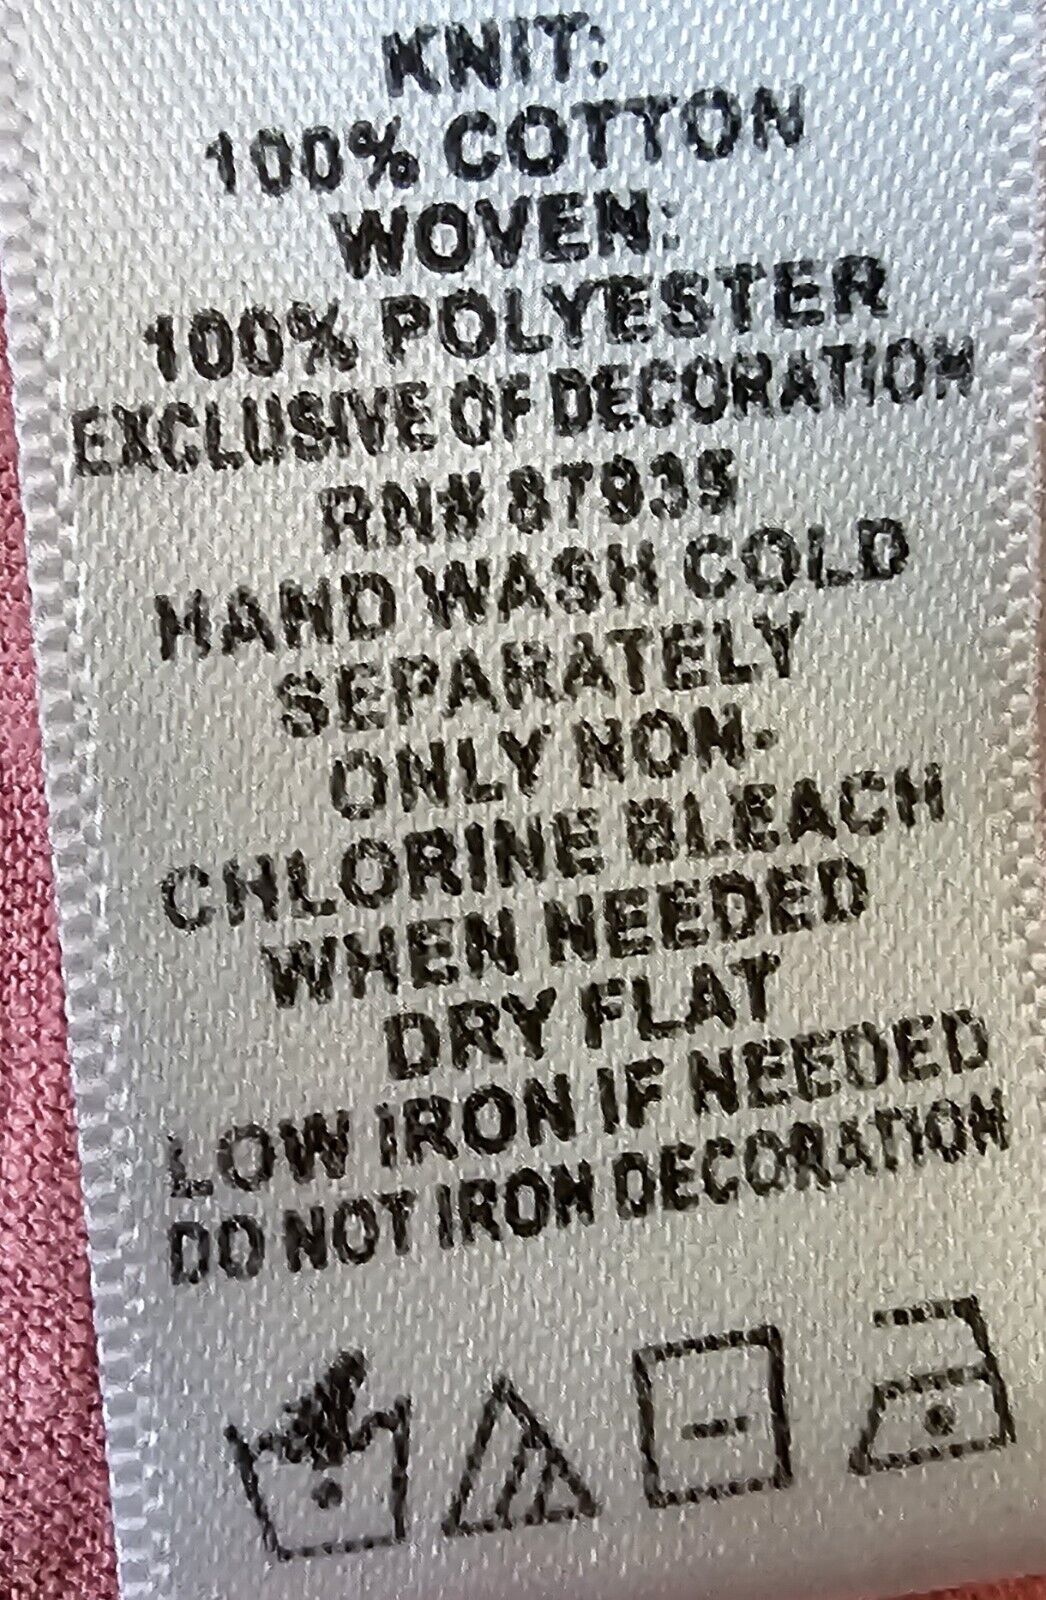 KNIT:
100% COTTON
WOVEN:
100% POLYESTER
EXCLUSIVE OF DECORATION
RN# 87935
HAND WASH COLD
SEPARATELY
ONLY NON-
CHLORINE BLEACH
WHEN NEEDED
DRY FLAT
LOW IRON IF NEEDED
DO NOT IRON DECORATION